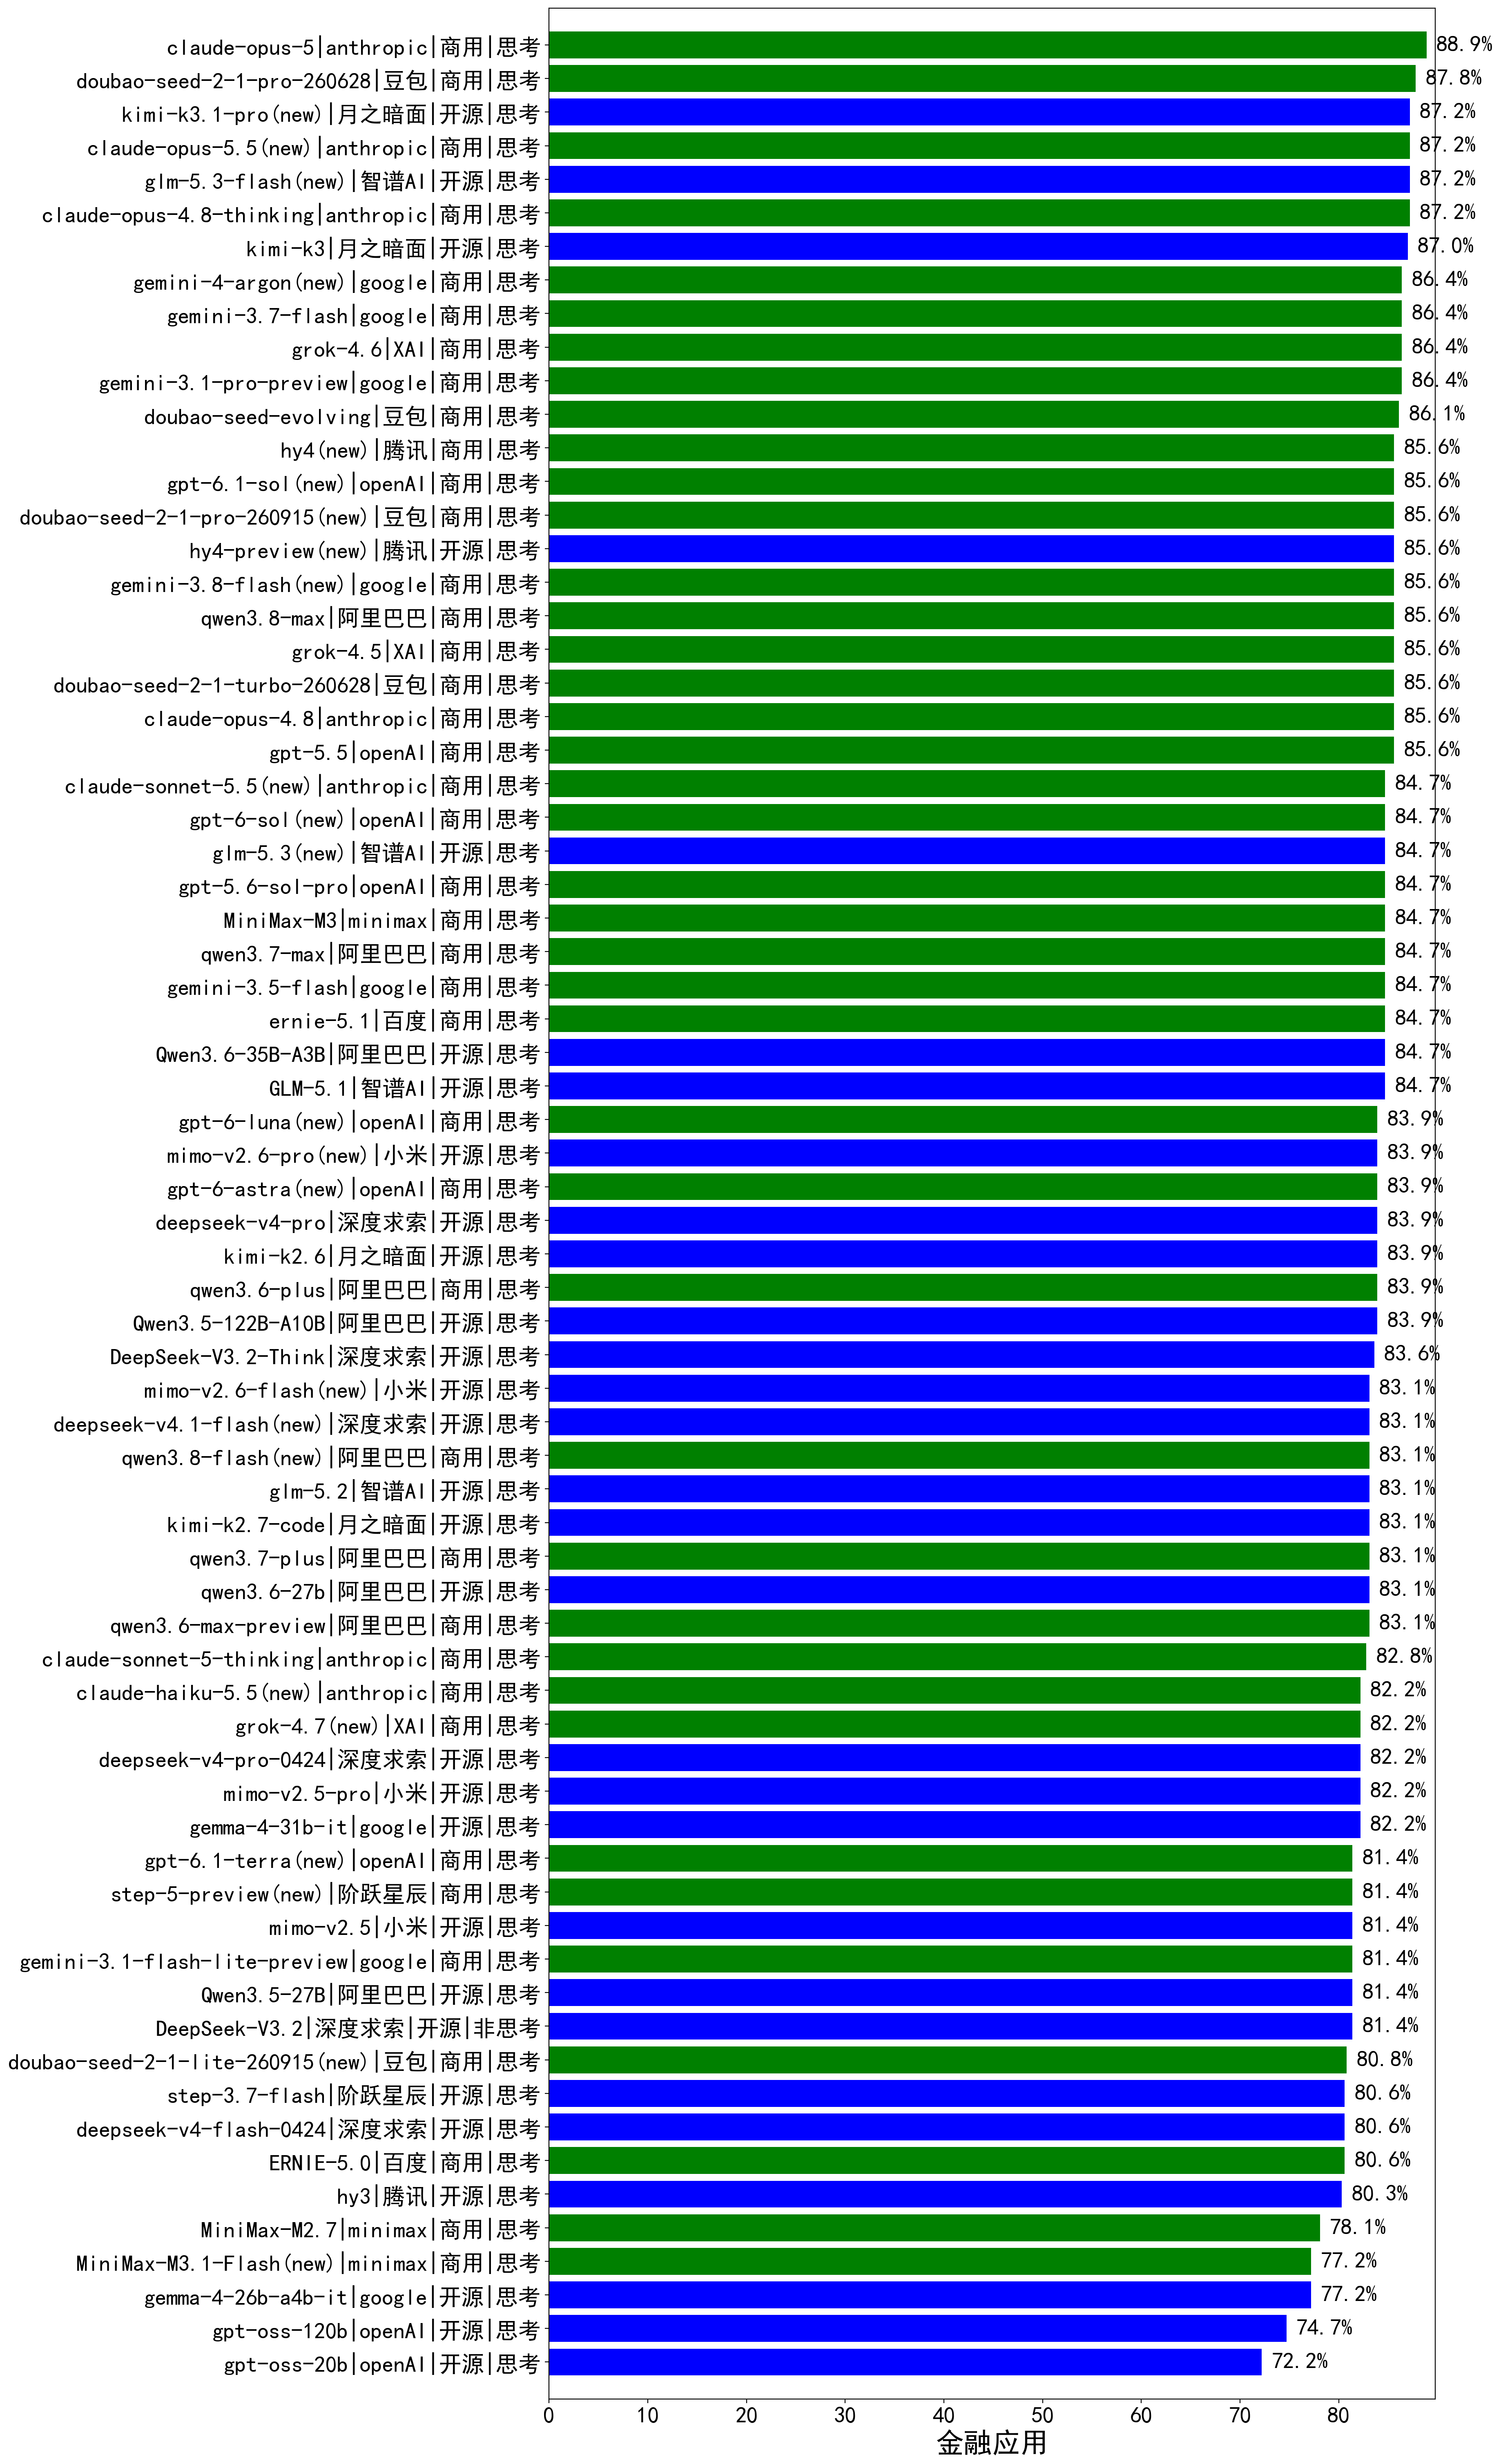 claude-opus-5|anthropic|商用|思考 88.9%
doubao-seed-2-1-pro-260628|豆包|商用|思考 87.8%
kimi-k3.1-pro(new)|月之暗面|开源|思考 87.2%
claude-opus-5.5(new)|anthropic|商用|思考 87.2%
glm-5.3-flash(new)|智谱AI|开源|思考 87.2%
claude-opus-4.8-thinking|anthropic|商用|思考 87.2%
kimi-k3|月之暗面|开源|思考 87.0%
gemini-4-argon(new)|google|商用|思考 86.4%
gemini-3.7-flash|google|商用|思考 86.4%
grok-4.6|XAI|商用|思考 86.4%
gemini-3.1-pro-preview|google|商用|思考 86.4%
doubao-seed-evolving|豆包|商用|思考 86.1%
hy4(new)|腾讯|商用|思考 85.6%
gpt-6.1-sol(new)|openAI|商用|思考 85.6%
doubao-seed-2-1-pro-260915(new)|豆包|商用|思考 85.6%
hy4-preview(new)|腾讯|开源|思考 85.6%
gemini-3.8-flash(new)|google|商用|思考 85.6%
qwen3.8-max|阿里巴巴|商用|思考 85.6%
grok-4.5|XAI|商用|思考 85.6%
doubao-seed-2-1-turbo-260628|豆包|商用|思考 85.6%
claude-opus-4.8|anthropic|商用|思考 85.6%
gpt-5.5|openAI|商用|思考 85.6%
claude-sonnet-5.5(new)|anthropic|商用|思考 84.7%
gpt-6-sol(new)|openAI|商用|思考 84.7%
glm-5.3(new)|智谱AI|开源|思考 84.7%
gpt-5.6-sol-pro|openAI|商用|思考 84.7%
MiniMax-M3|minimax|商用|思考 84.7%
qwen3.7-max|阿里巴巴|商用|思考 84.7%
gemini-3.5-flash|google|商用|思考 84.7%
ernie-5.1|百度|商用|思考 84.7%
Qwen3.6-35B-A3B|阿里巴巴|开源|思考 84.7%
GLM-5.1|智谱AI|开源|思考 84.7%
gpt-6-luna(new)|openAI|商用|思考 83.9%
mimo-v2.6-pro(new)|小米|开源|思考 83.9%
gpt-6-astra(new)|openAI|商用|思考 83.9%
deepseek-v4-pro|深度求索|开源|思考 83.9%
kimi-k2.6|月之暗面|开源|思考 83.9%
qwen3.6-plus|阿里巴巴|商用|思考 83.9%
Qwen3.5-122B-A10B|阿里巴巴|开源|思考 83.9%
DeepSeek-V3.2-Think|深度求索|开源|思考 83.6%
mimo-v2.6-flash(new)|小米|开源|思考 83.1%
deepseek-v4.1-flash(new)|深度求索|开源|思考 83.1%
qwen3.8-flash(new)|阿里巴巴|商用|思考 83.1%
glm-5.2|智谱AI|开源|思考 83.1%
kimi-k2.7-code|月之暗面|开源|思考 83.1%
qwen3.7-plus|阿里巴巴|商用|思考 83.1%
qwen3.6-27b|阿里巴巴|开源|思考 83.1%
qwen3.6-max-preview|阿里巴巴|商用|思考 83.1%
claude-sonnet-5-thinking|anthropic|商用|思考 82.8%
claude-haiku-5.5(new)|anthropic|商用|思考 82.2%
grok-4.7(new)|XAI|商用|思考 82.2%
deepseek-v4-pro-0424|深度求索|开源|思考 82.2%
mimo-v2.5-pro|小米|开源|思考 82.2%
gemma-4-31b-it|google|开源|思考 82.2%
gpt-6.1-terra(new)|openAI|商用|思考 81.4%
step-5-preview(new)|阶跃星辰|商用|思考 81.4%
mimo-v2.5|小米|开源|思考 81.4%
gemini-3.1-flash-lite-preview|google|商用|思考 81.4%
Qwen3.5-27B|阿里巴巴|开源|思考 81.4%
DeepSeek-V3.2|深度求索|开源|非思考 81.4%
doubao-seed-2-1-lite-260915(new)|豆包|商用|思考 80.8%
step-3.7-flash|阶跃星辰|开源|思考 80.6%
deepseek-v4-flash-0424|深度求索|开源|思考 80.6%
ERNIE-5.0|百度|商用|思考 80.6%
hy3|腾讯|开源|思考 80.3%
MiniMax-M2.7|minimax|商用|思考 78.1%
MiniMax-M3.1-Flash(new)|minimax|商用|思考 77.2%
gemma-4-26b-a4b-it|google|开源|思考 77.2%
gpt-oss-120b|openAI|开源|思考 74.7%
gpt-oss-20b|openAI|开源|思考 72.2%
0 10 20 30 40 50 60 70 80
金融应用